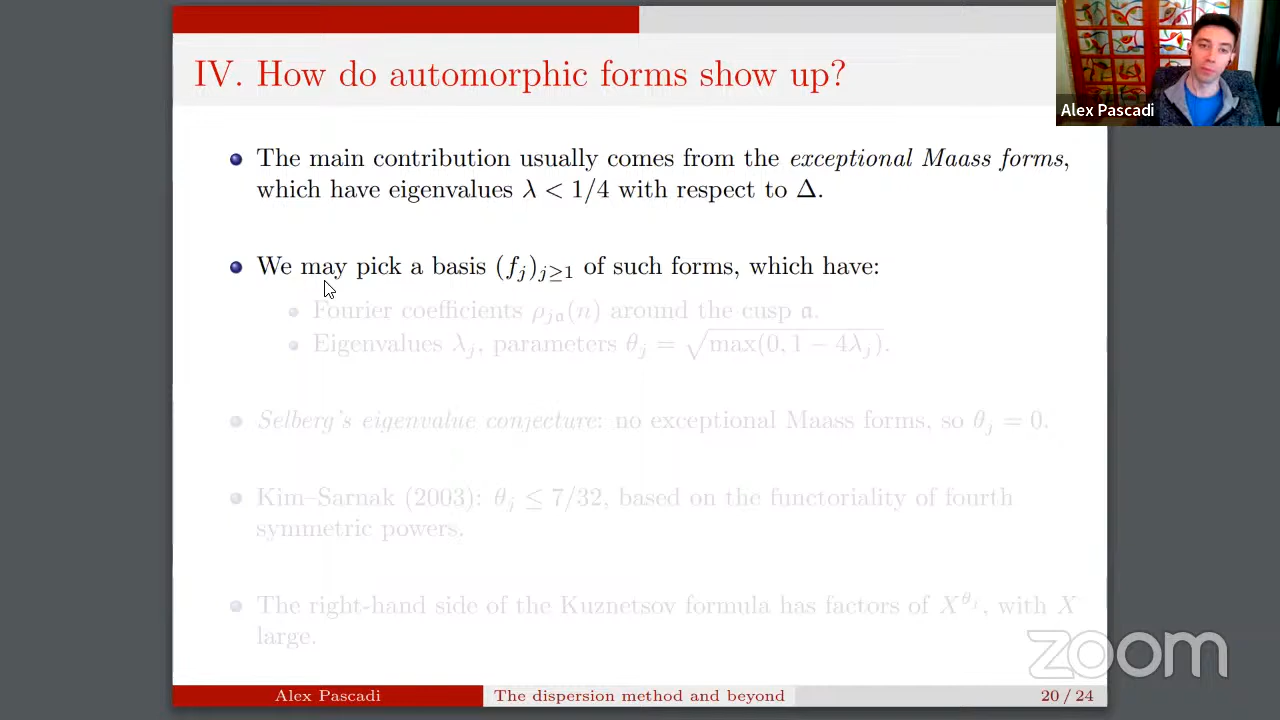 IV. How do automorphic forms show up?
Alex Pascadi
The main contribution usually comes from the exceptional Maass forms,
which have eigenvalues λ < 1/4 with respect to Δ.
We may pick a basis (f_j)_{j≥1} of such forms, which have:
Fourier coefficients ρ_{j𝔞}(n) around the cusp 𝔞.
Eigenvalues λ_j, parameters θ_j = √max(0, 1 − 4λ_j).
Selberg's eigenvalue conjecture: no exceptional Maass forms, so θ_j = 0.
Kim–Sarnak (2003): θ_j ≤ 7/32, based on the functoriality of fourth
symmetric powers.
The right-hand side of the Kuznetsov formula has factors of X^{θ_j}, with X
large.
zoom
Alex Pascadi
The dispersion method and beyond
20 / 24